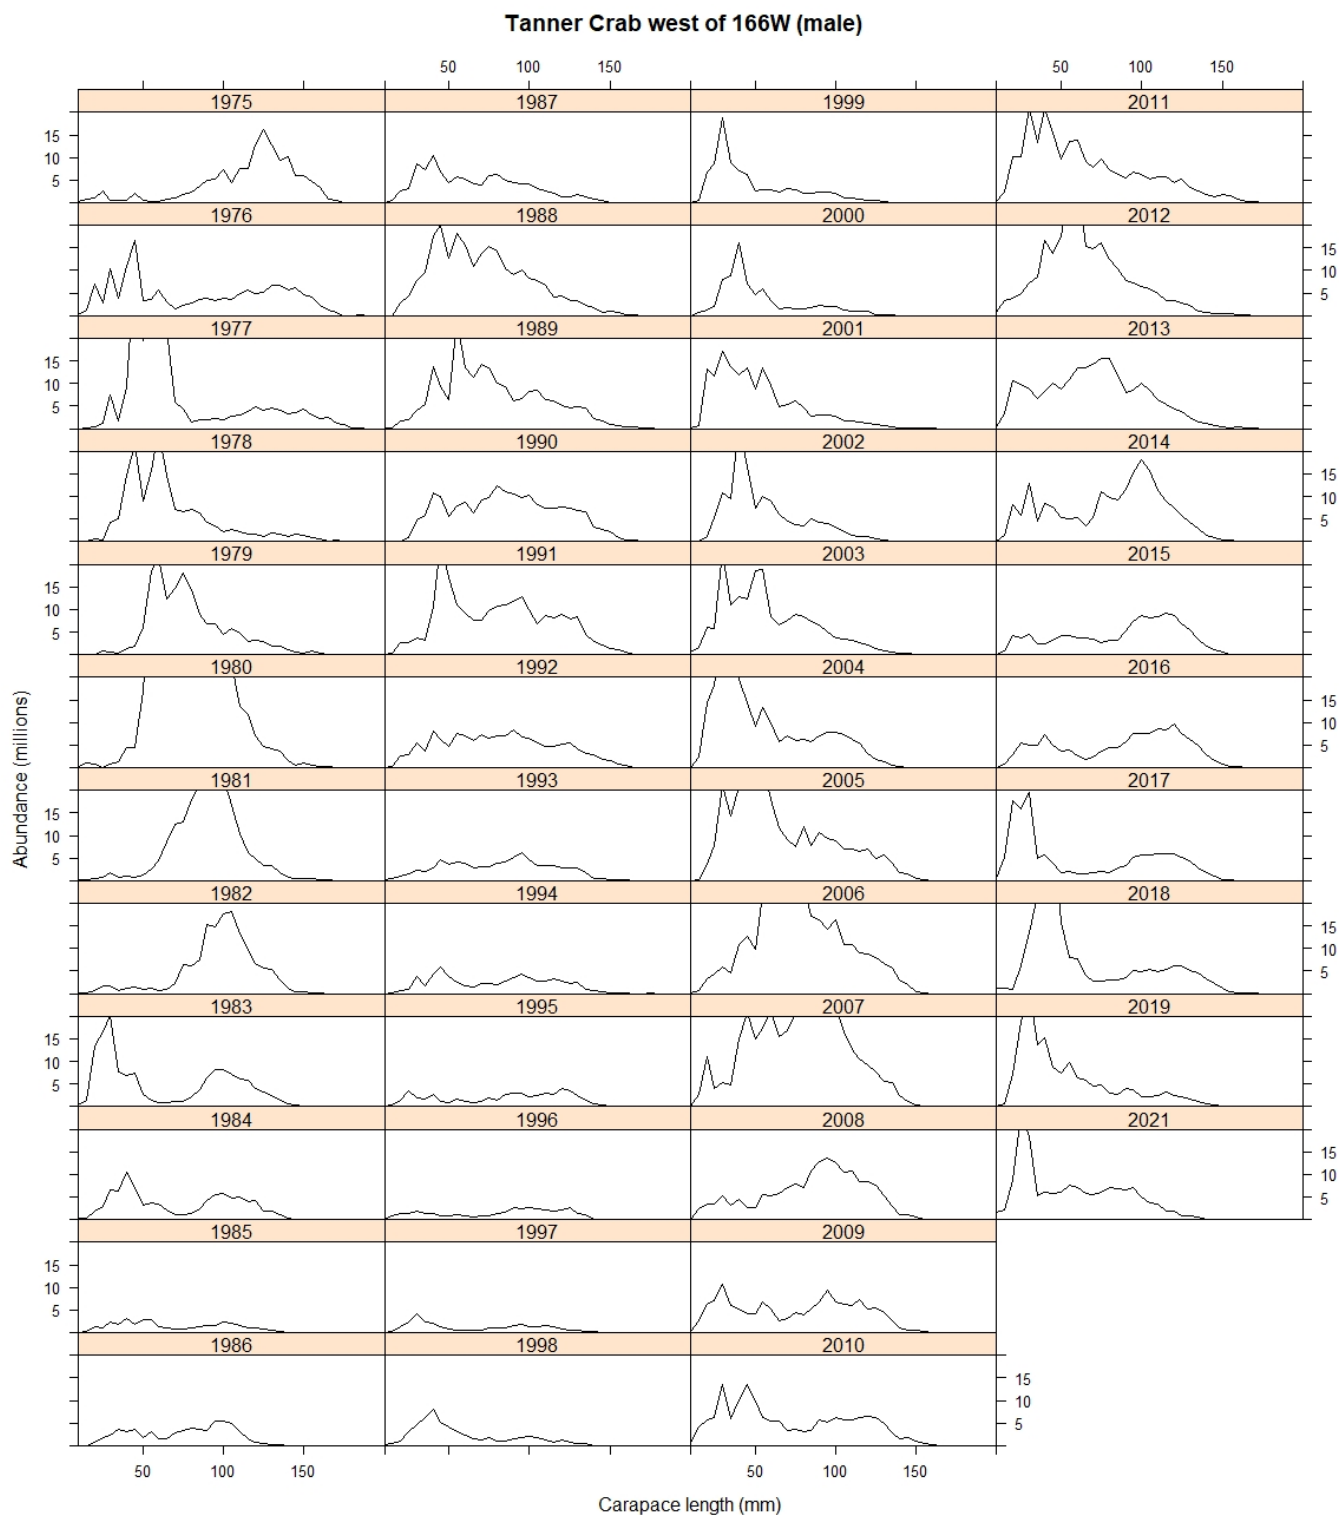 Tanner Crab west of 166W (male)
50 100 150 50 100 150
1975 1987 1999 2011
15
10
5
1976 1988 2000 2012
15
10
5
1977 1989 2001 2013
15
10
5
1978 1990 2002 2014
15
10
5
1979 1991 2003 2015
15
10
5
1980 1992 2004 2016
15
10
5
1981 1993 2005 2017
15
10
5
1982 1994 2006 2018
15
10
5
1983 1995 2007 2019
15
10
5
1984 1996 2008 2021
15
10
5
1985 1997 2009
15
10
5
1986 1998 2010
15
10
5
50 100 150 50 100 150
Carapace length (mm)
Abundance (millions)